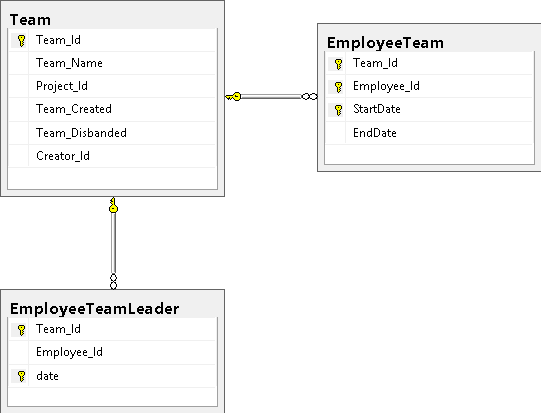 Team
Team_Id
Team_Name
Project_Id
Team_Created
Team_Disbanded
Creator_Id
EmployeeTeam
Team_Id
Employee_Id
StartDate
EndDate
EmployeeTeamLeader
Team_Id
Employee_Id
date